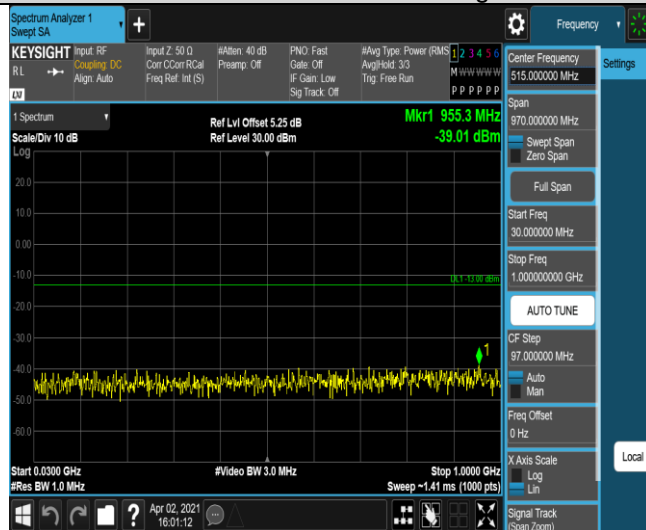 Spectrum Analyzer 1
Swept SA
Frequency
KEYSIGHT
RL
LXI
Input: RF
Coupling: DC
Align: Auto
Input Z: 50 Ω
Corr CCorr RCal
Freq Ref: Int (S)
#Atten: 40 dB
Preamp: Off
PNO: Fast
Gate: Off
IF Gain: Low
Sig Track: Off
#Avg Type: Power (RMS
Avg|Hold: 3/3
Trig: Free Run
1 2 3 4 5 6
M W W W W W
P P P P P P
1 Spectrum
Scale/Div 10 dB
Log
Ref Lvl Offset 5.25 dB
Ref Level 30.00 dBm
Mkr1 955.3 MHz
-39.01 dBm
20.0
10.0
0.00
-10.0
DL1 -13.00 dBm
-20.0
-30.0
1
-40.0
-50.0
-60.0
Start 0.0300 GHz
#Res BW 1.0 MHz
#Video BW 3.0 MHz
Stop 1.0000 GHz
Sweep ~1.41 ms (1000 pts)
Apr 02, 2021
16:01:12
?
Center Frequency
515.000000 MHz
Settings
Span
970.000000 MHz
Swept Span
Zero Span
Full Span
Start Freq
30.000000 MHz
Stop Freq
1.000000000 GHz
AUTO TUNE
CF Step
97.000000 MHz
Auto
Man
Freq Offset
0 Hz
X Axis Scale
Log
Lin
Local
Signal Track
(Span Zoom)